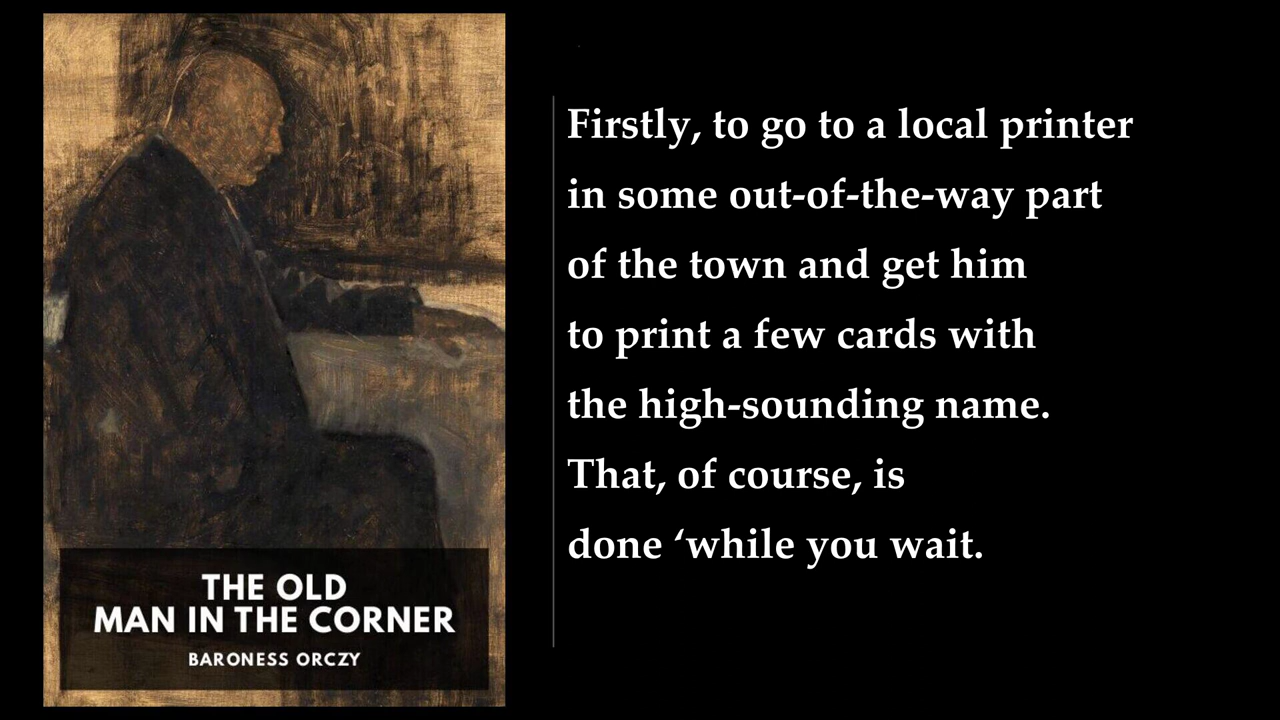 Firstly, to go to a local printer
in some out-of-the-way part
of the town and get him
to print a few cards with
the high-sounding name.
That, of course, is
done ‘while you wait.
THE OLD
MAN IN THE CORNER
BARONESS ORCZY